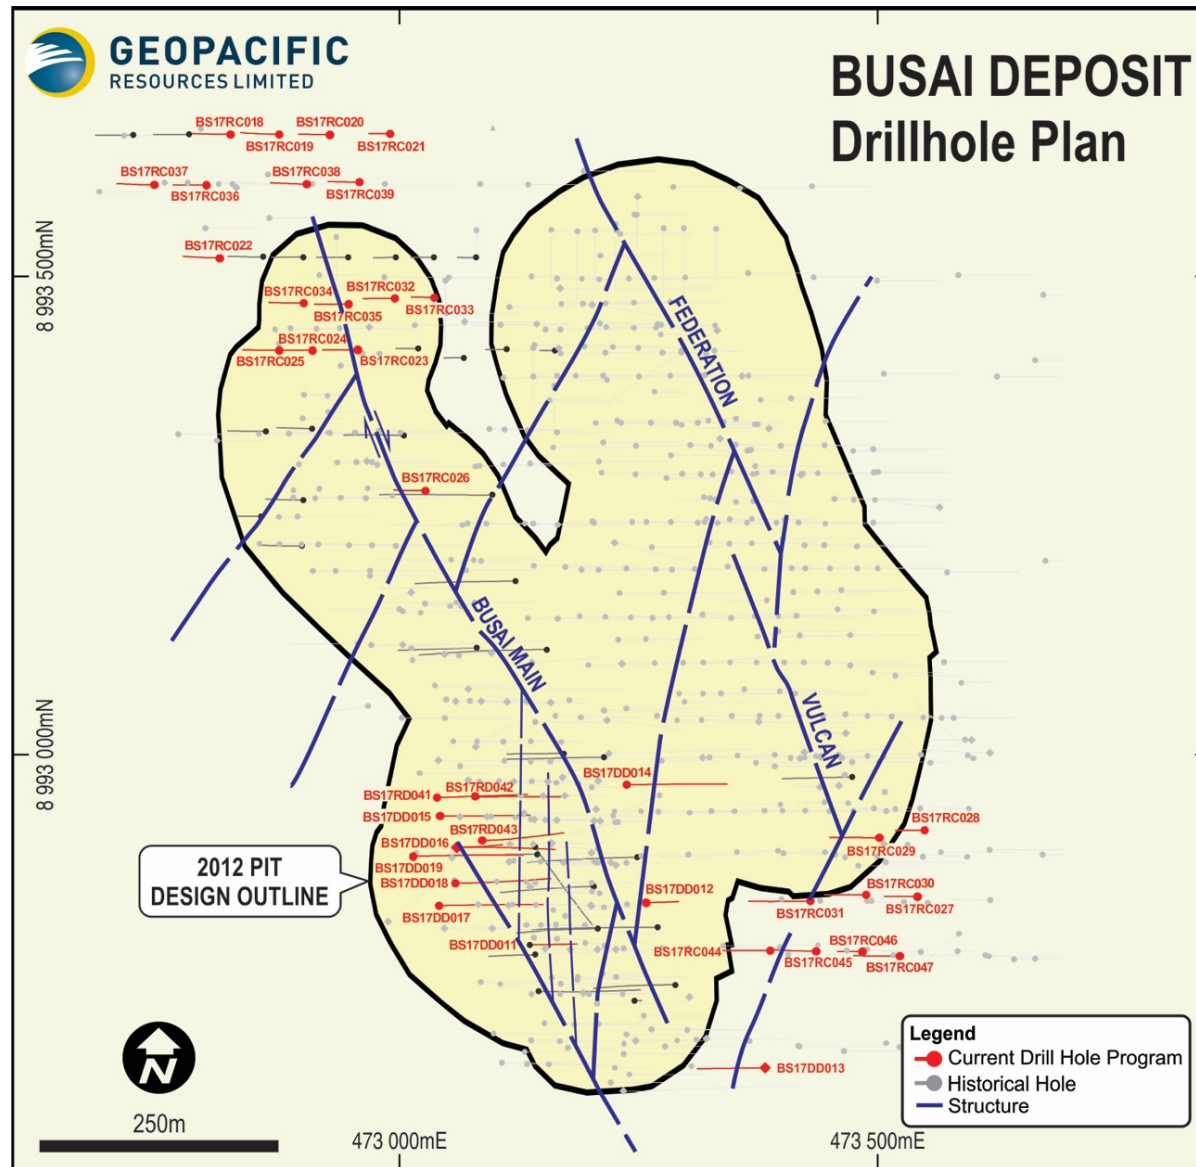 GEOPACIFIC
RESOURCES LIMITED
BUSAI DEPOSIT
Drillhole Plan
BS17RC018
BS17RC020
BS17RC019
BS17RC021
BS17RC037
BS17RC038
BS17RC036
BS17RC039
BS17RC022
8 993 500mN
BS17RC034
BS17RC032
BS17RC035
BS17RC033
BS17RC024
BS17RC025
BS17RC023
FEDERATION
BS17RC026
BUSAI MAIN
VULCAN
8 993 000mN
BS17DD014
BS17RD041
BS17RD042
BS17DD015
BS17RD043
BS17DD016
BS17DD019
BS17DD018
BS17DD017
BS17DD011
BS17DD012
BS17RC028
BS17RC029
BS17RC030
BS17RC031
BS17RC027
BS17RC044
BS17RC046
BS17RC045
BS17RC047
2012 PIT
DESIGN OUTLINE
BS17DD013
N
250m
473 000mE
473 500mE
Legend
Current Drill Hole Program
Historical Hole
Structure